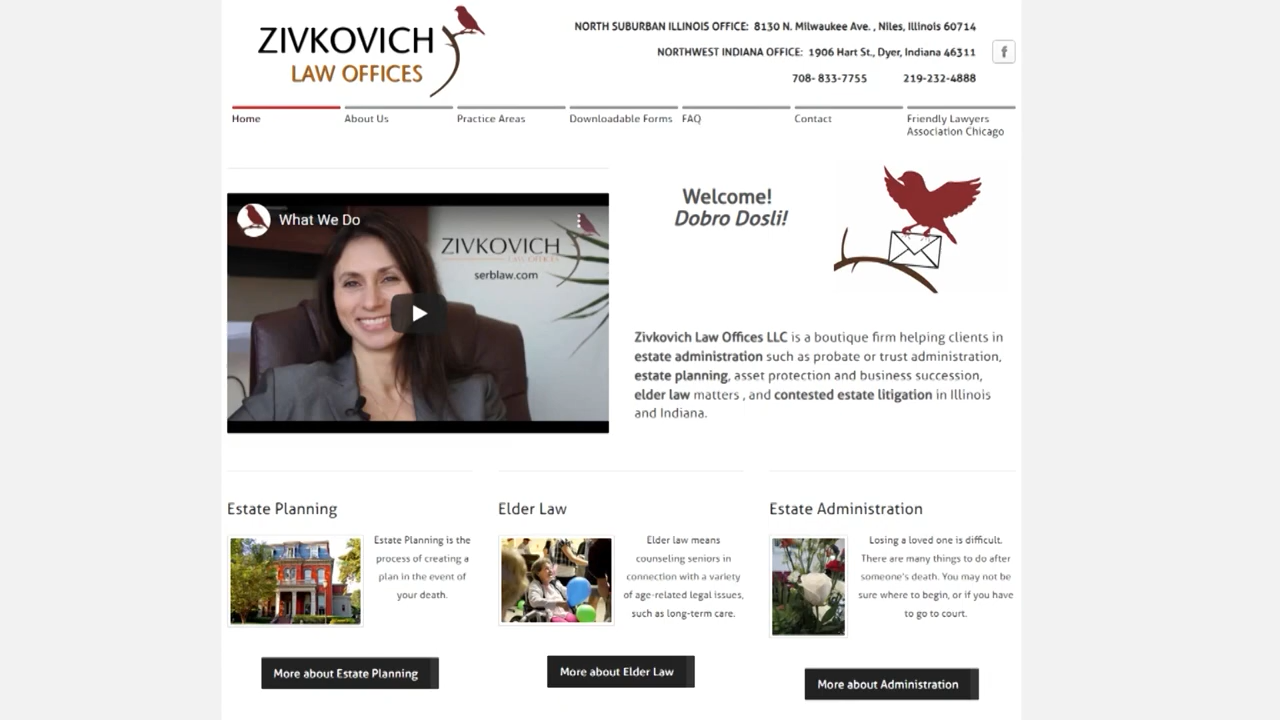 ZIVKOVICH
LAW OFFICES
NORTH SUBURBAN ILLINOIS OFFICE: 8130 N. Milwaukee Ave. , Niles, Illinois 60714
NORTHWEST INDIANA OFFICE: 1906 Hart St., Dyer, Indiana 46311
f
708- 833-7755 219-232-4888
Home About Us Practice Areas Downloadable Forms FAQ Contact Friendly Lawyers
Association Chicago
What We Do
ZIVKOVICH
LAW OFFICES
serblaw.com
Welcome!
Dobro Dosli!
Zivkovich Law Offices LLC is a boutique firm helping clients in
estate administration such as probate or trust administration,
estate planning, asset protection and business succession,
elder law matters , and contested estate litigation in Illinois
and Indiana.
Estate Planning
Estate Planning is the
process of creating a
plan in the event of
your death.
More about Estate Planning
Elder Law
Elder law means
counseling seniors in
connection with a variety
of age-related legal issues,
such as long-term care.
More about Elder Law
Estate Administration
Losing a loved one is difficult.
There are many things to do after
someone's death. You may not be
sure where to begin, or if you have
to go to court.
More about Administration